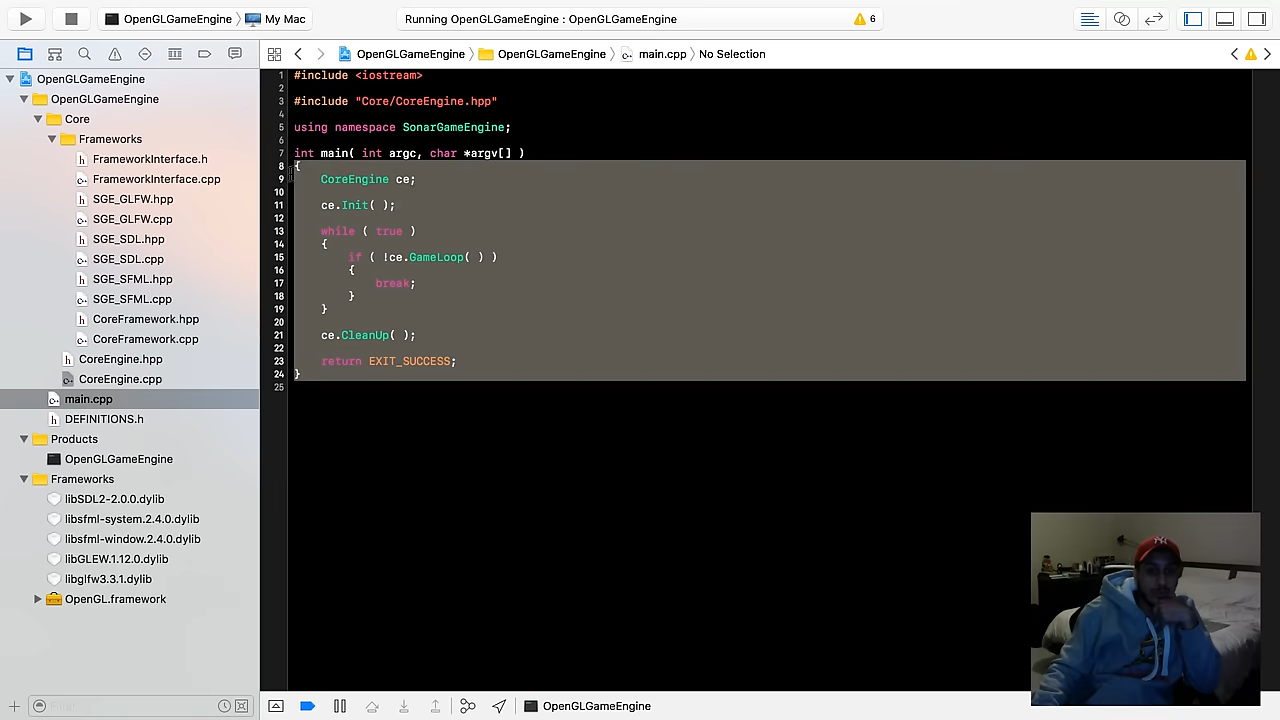 OpenGLGameEngine 〉 My Mac
Running OpenGLGameEngine : OpenGLGameEngine
6
OpenGLGameEngine 〉 OpenGLGameEngine 〉 main.cpp 〉 No Selection
OpenGLGameEngine
OpenGLGameEngine
Core
Frameworks
FrameworkInterface.h
FrameworkInterface.cpp
SGE_GLFW.hpp
SGE_GLFW.cpp
SGE_SDL.hpp
SGE_SDL.cpp
SGE_SFML.hpp
SGE_SFML.cpp
CoreFramework.hpp
CoreFramework.cpp
CoreEngine.hpp
CoreEngine.cpp
main.cpp
DEFINITIONS.h
Products
OpenGLGameEngine
Frameworks
libSDL2-2.0.0.dylib
libsfml-system.2.4.0.dylib
libsfml-window.2.4.0.dylib
libGLEW.1.12.0.dylib
libglfw3.3.1.dylib
OpenGL.framework
Filter
1 #include <iostream>
2
3 #include "Core/CoreEngine.hpp"
4
5 using namespace SonarGameEngine;
6
7 int main( int argc, char *argv[] )
8 {
9 CoreEngine ce;
10
11 ce.Init( );
12
13 while ( true )
14 {
15 if ( !ce.GameLoop( ) )
16 {
17 break;
18 }
19 }
20
21 ce.CleanUp( );
22
23 return EXIT_SUCCESS;
24 }
25
OpenGLGameEngine